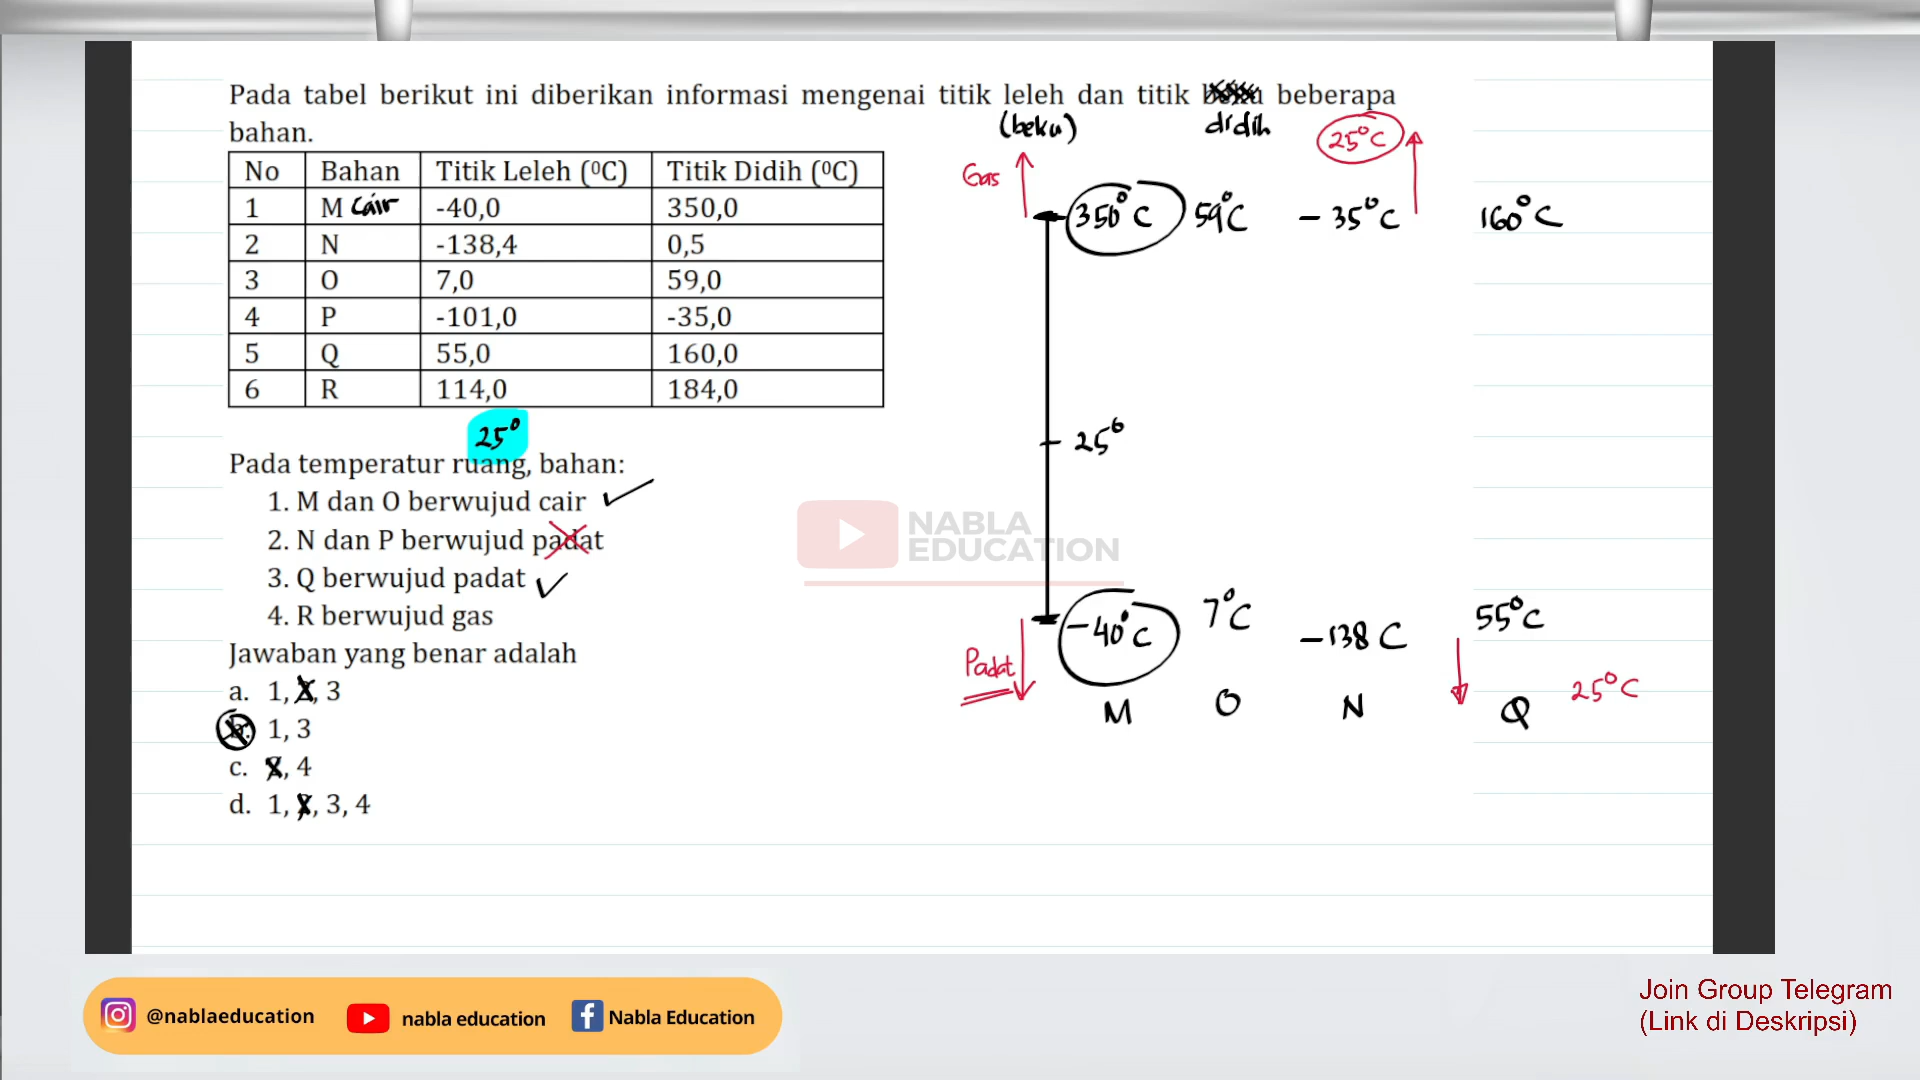 Pada tabel berikut ini diberikan informasi mengenai titik leleh dan titik beberapa
bahan.
(beku)
didih
25°C
No Bahan Titik Leleh (⁰C) Titik Didih (⁰C)
1 M cair -40,0 350,0
2 N -138,4 0,5
3 O 7,0 59,0
4 P -101,0 -35,0
5 Q 55,0 160,0
6 R 114,0 184,0
25°
Pada temperatur ruang, bahan:
1. M dan O berwujud cair
2. N dan P berwujud padat
3. Q berwujud padat
4. R berwujud gas
Jawaban yang benar adalah
a. 1, 2, 3
b. 1, 3
c. 2, 4
d. 1, 2, 3, 4
Gas
350°C 59°C -35°C 160°C
25°
NABLA
EDUCATION
-40°C 7°C -138 C 55°C
Padat
25°C
M O N Q
@nablaeducation
nabla education
Nabla Education
Join Group Telegram
(Link di Deskripsi)